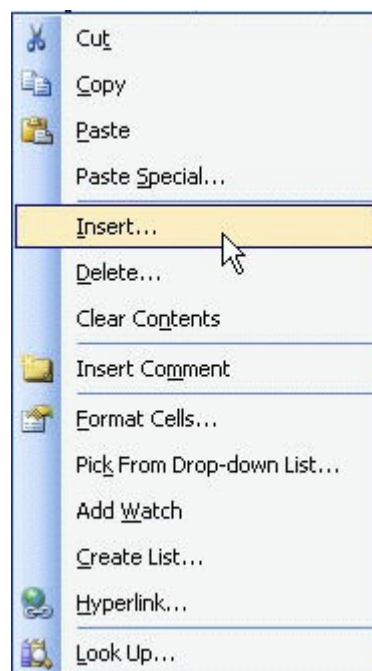 Cut
Copy
Paste
Paste Special...
Insert...
Delete...
Clear Contents
Insert Comment
Format Cells...
Pick From Drop-down List...
Add Watch
Create List...
Hyperlink...
Look Up...